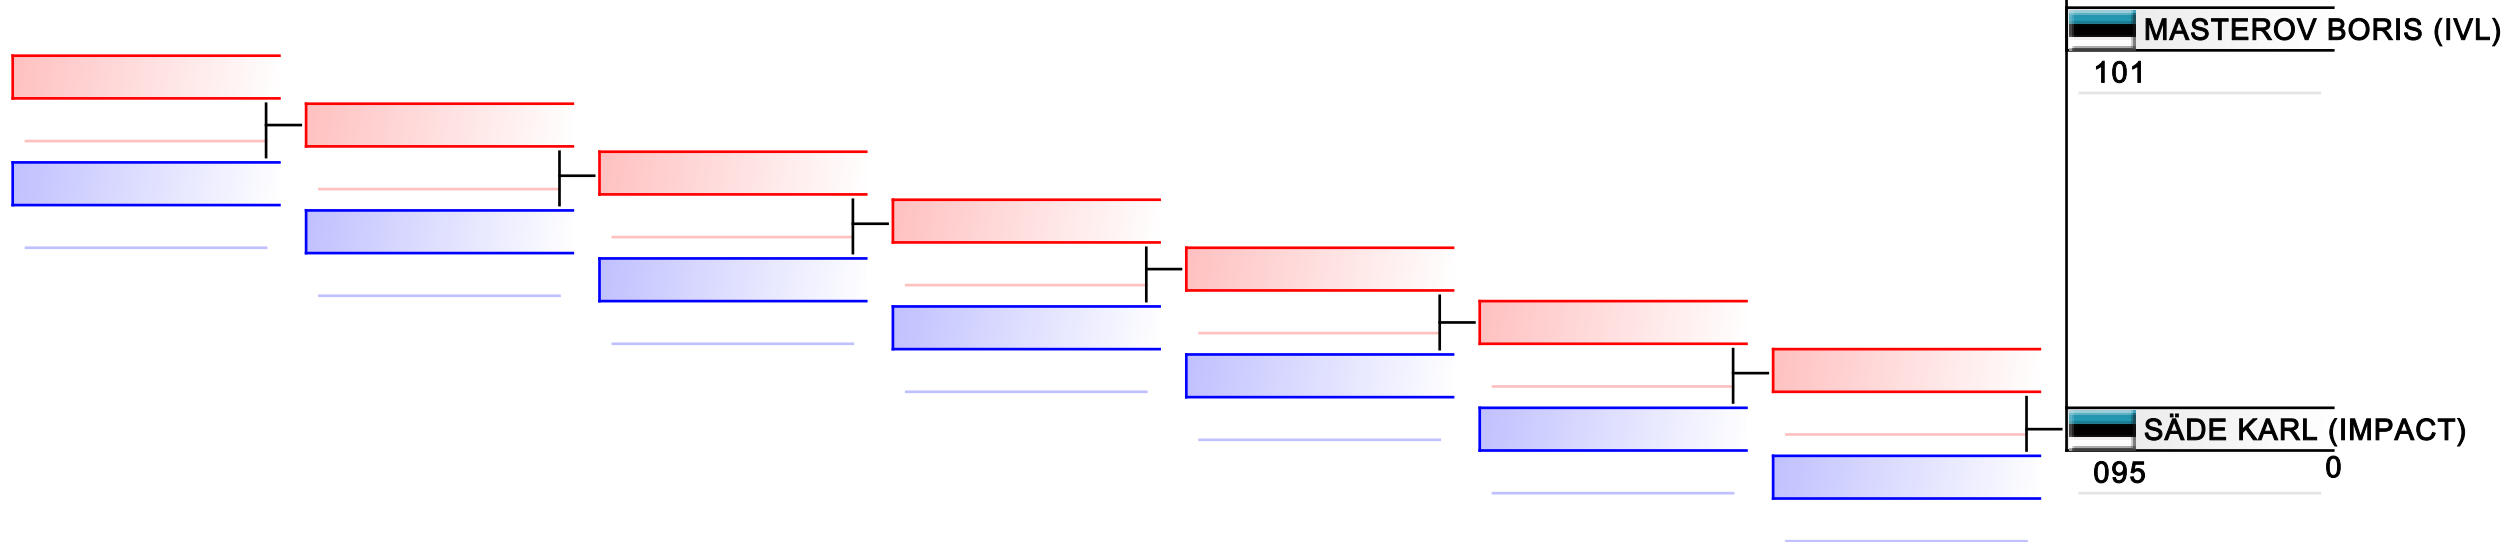 MASTEROV BORIS (IVL)
101
SÄDE KARL (IMPACT)
095 0